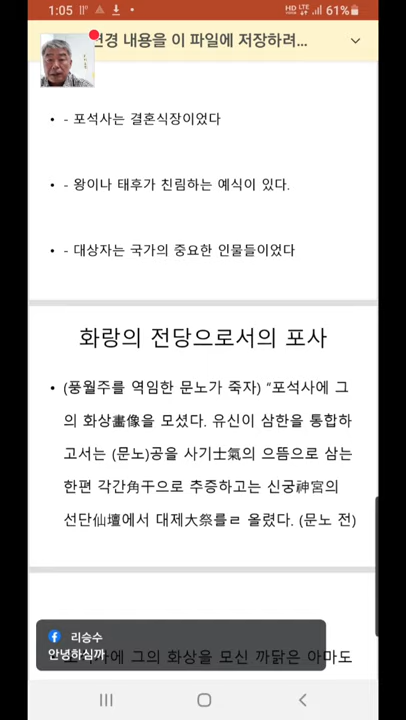 1:05
HD LTE 61%
변경 내용을 이 파일에 저장하려...
• - 포석사는 결혼식장이었다
• - 왕이나 태후가 친림하는 예식이 있다.
• - 대상자는 국가의 중요한 인물들이었다
화랑의 전당으로서의 포사
• (풍월주를 역임한 문노가 죽자) “포석사에 그
의 화상畫像을 모셨다. 유신이 삼한을 통합하
고서는 (문노)공을 사기士氣의 으뜸으로 삼는
한편 각간角干으로 추증하고는 신궁神宮의
선단仙壇에서 대제大祭를ㄹ 올렸다. (문노 전)
리승수
안녕하심까
그의 화상을 모신 까닭은 아마도